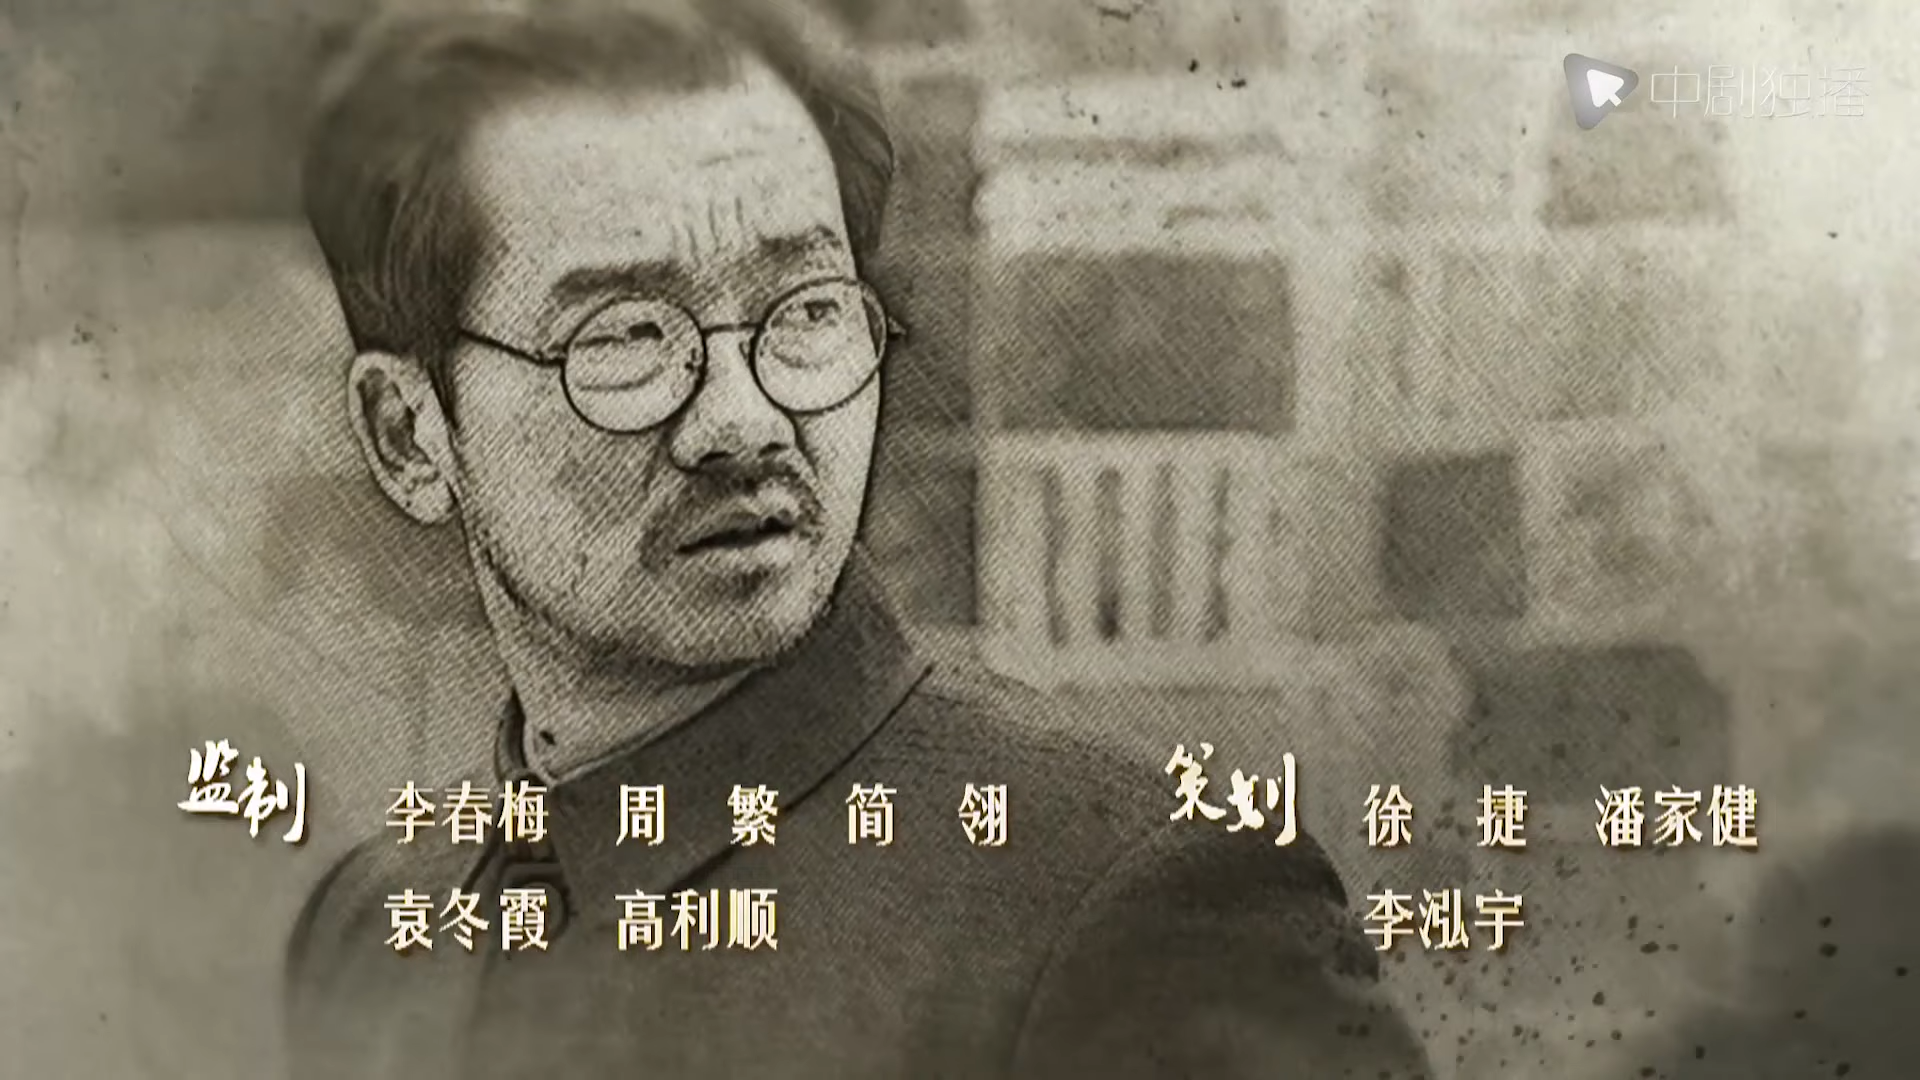 中剧独播
监制 李春梅 周繁 简翎 策划 徐捷 潘家健
袁冬霞 高利顺 李泓宇